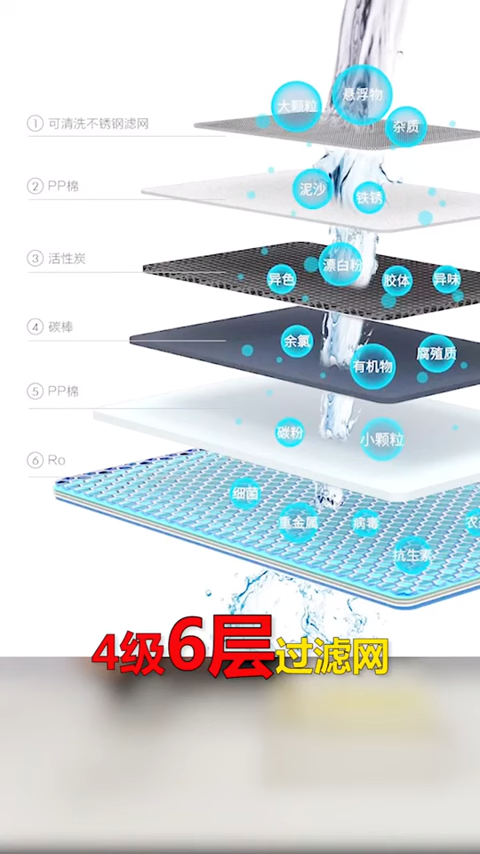 大颗粒
悬浮物
杂质
① 可清洗不锈钢滤网
泥沙
铁锈
② PP棉
漂白粉
异色
胶体
异味
③ 活性炭
余氯
有机物
腐殖质
④ 碳棒
碳粉
小颗粒
⑤ PP棉
细菌
重金属
病毒
抗生素
⑥ Ro
4级6层过滤网